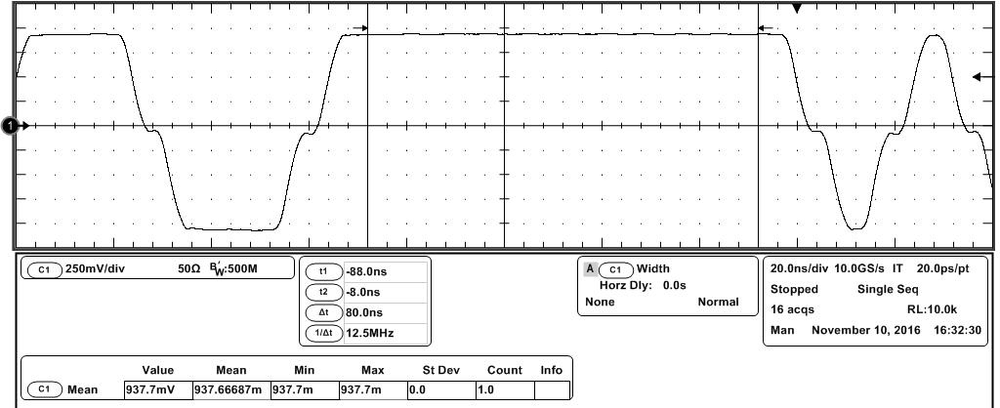 1
C1 250mV/div 50Ω BW:500M
t1 -88.0ns
t2 -8.0ns
Δt 80.0ns
1/Δt 12.5MHz
A C1 Width
Horz Dly: 0.0s
None Normal
20.0ns/div 10.0GS/s IT 20.0ps/pt
Stopped Single Seq
16 acqs RL:10.0k
Man November 10, 2016 16:32:30
Value Mean Min Max St Dev Count Info
C1 Mean 937.7mV 937.66687m 937.7m 937.7m 0.0 1.0